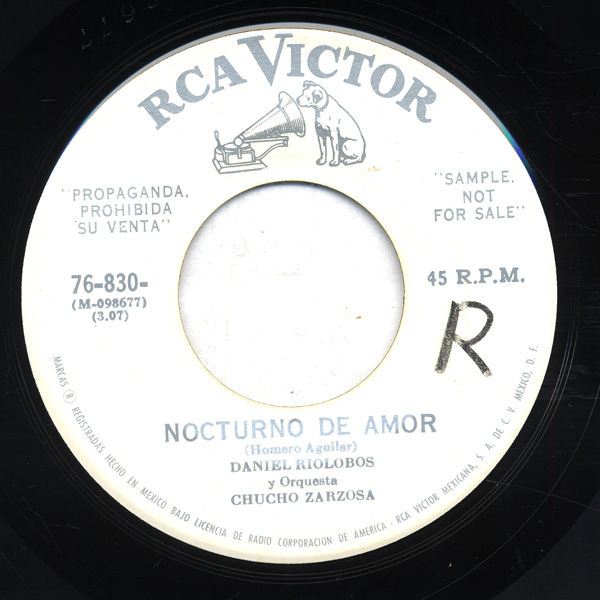 RCA VICTOR
"PROPAGANDA.
PROHIBIDA
SU VENTA"
"SAMPLE.
NOT
FOR SALE"
76-830-
(M-098677)
(3.07)
45 R.P.M.
R
NOCTURNO DE AMOR
(Homero Aguilar)
DANIEL RIOLOBOS
y Orquesta
CHUCHO ZARZOSA
MARCAS ® REGISTRADAS HECHO EN MEXICO BAJO LICENCIA DE RADIO CORPORACION DE AMERICA - RCA VICTOR MEXICANA, S. A. DE C. V. MEXICO, D. F.